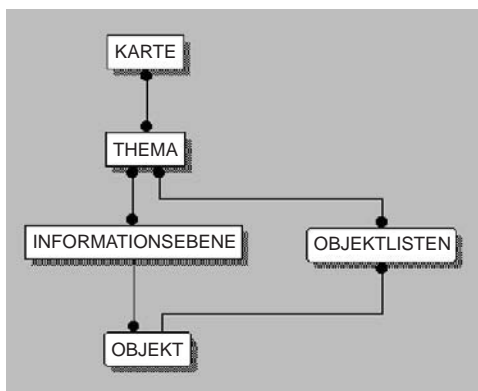 KARTE
THEMA
INFORMATIONSEBENE
OBJEKTLISTEN
OBJEKT